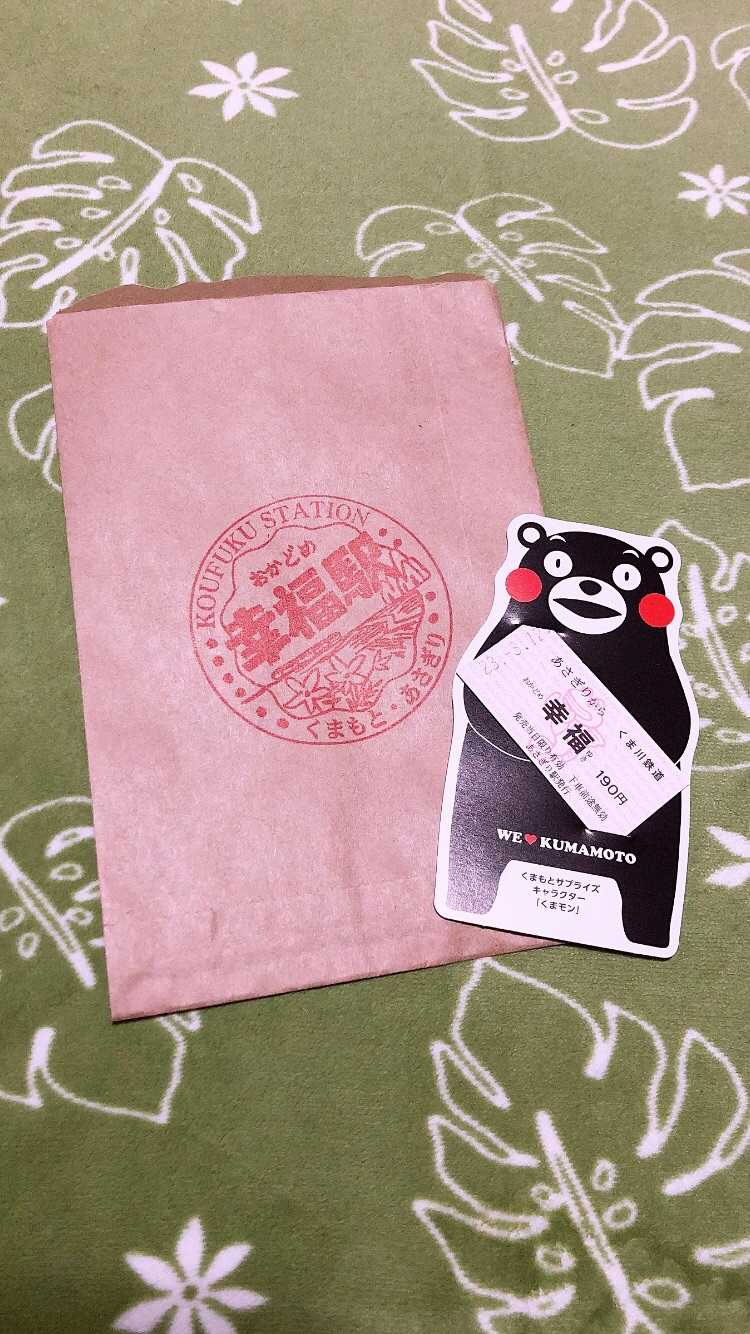 KOUFUKU STATION
おかどめ
幸福駅
くまもと・あさぎり
あさぎりから
おかどめ
幸福
ゆき
くま川鉄道
190円
発売当日限り有効　下車前途無効
あさぎり駅発行
WE♥KUMAMOTO
くまもとサプライズ
キャラクター
「くまモン」